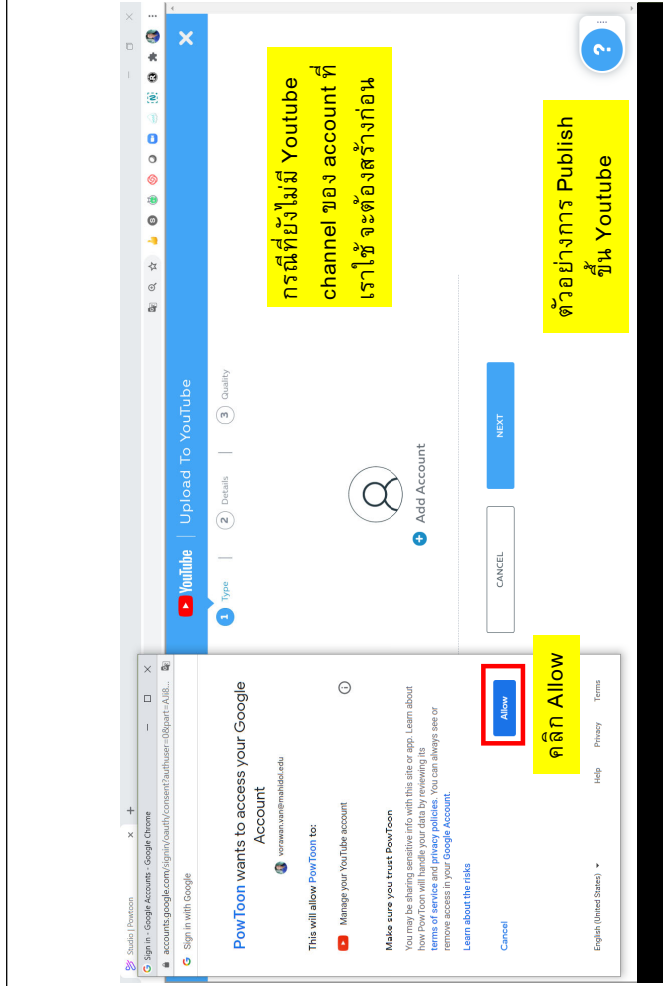 Studio | Powtoon
Sign in - Google Accounts - Google Chrome
accounts.google.com/signin/oauth/consent?authuser=0&part=AJi8...
Sign in with Google
PowToon wants to access your Google
Account
vorawan.van@mahidol.edu
This will allow PowToon to:
Manage your YouTube account
Make sure you trust PowToon
You may be sharing sensitive info with this site or app. Learn about
how PowToon will handle your data by reviewing its
terms of service and privacy policies. You can always see or
remove access in your Google Account.
Learn about the risks
Cancel
Allow
English (United States)
Help
Privacy
Terms
คลิก Allow
YouTube | Upload To YouTube
1 Type
2 Details
3 Quality
Add Account
CANCEL
NEXT
กรณีที่ยังไม่มี Youtube
channel ของ account ที่
เราใช้ จะต้องสร้างก่อน
ตัวอย่างการ Publish
ขึ้น Youtube
?